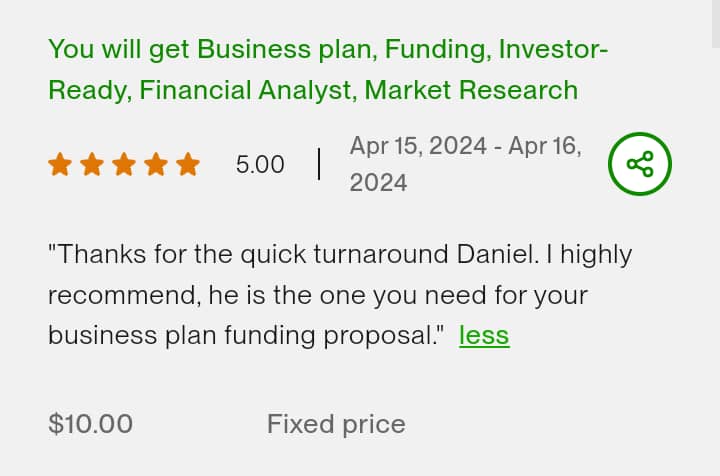 You will get Business plan, Funding, Investor-
Ready, Financial Analyst, Market Research
5.00 | Apr 15, 2024 - Apr 16,
2024
"Thanks for the quick turnaround Daniel. I highly
recommend, he is the one you need for your
business plan funding proposal." less
$10.00 Fixed price